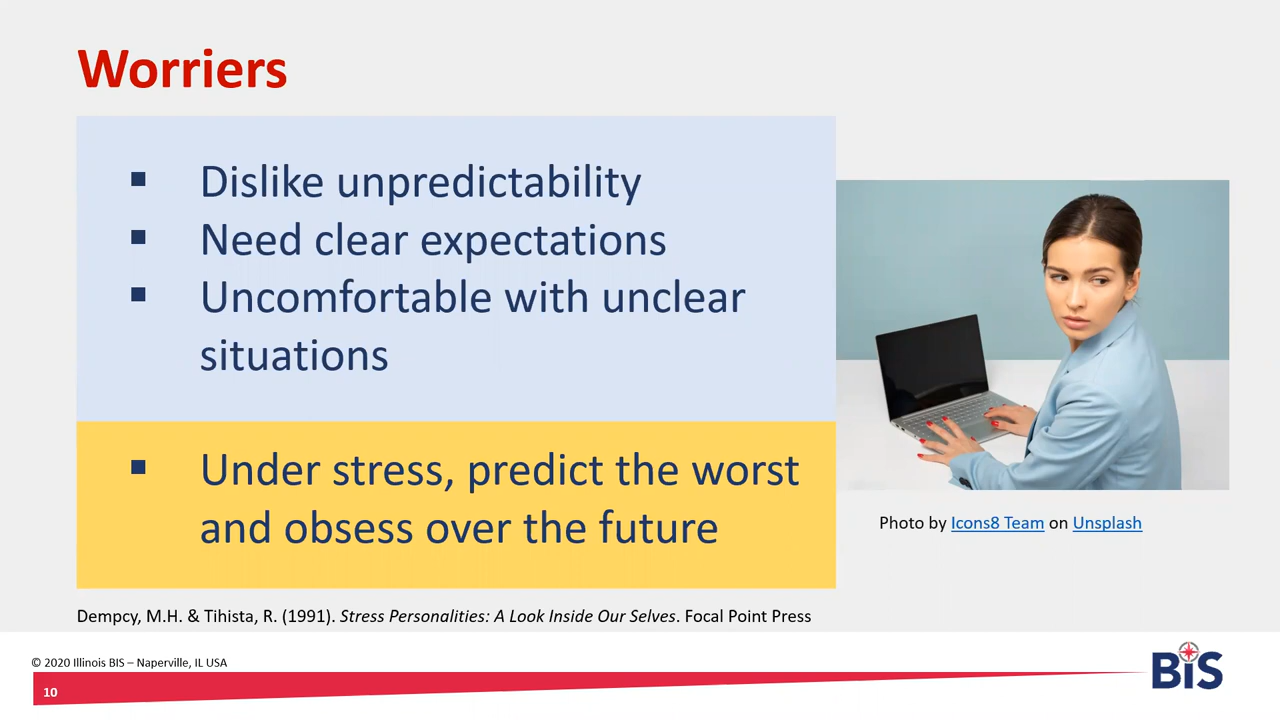 Worriers
▪ Dislike unpredictability
▪ Need clear expectations
▪ Uncomfortable with unclear
situations
▪ Under stress, predict the worst
and obsess over the future
Photo by Icons8 Team on Unsplash
Dempcy, M.H. & Tihista, R. (1991). Stress Personalities: A Look Inside Our Selves. Focal Point Press
© 2020 Illinois BIS – Naperville, IL USA
10
BiS